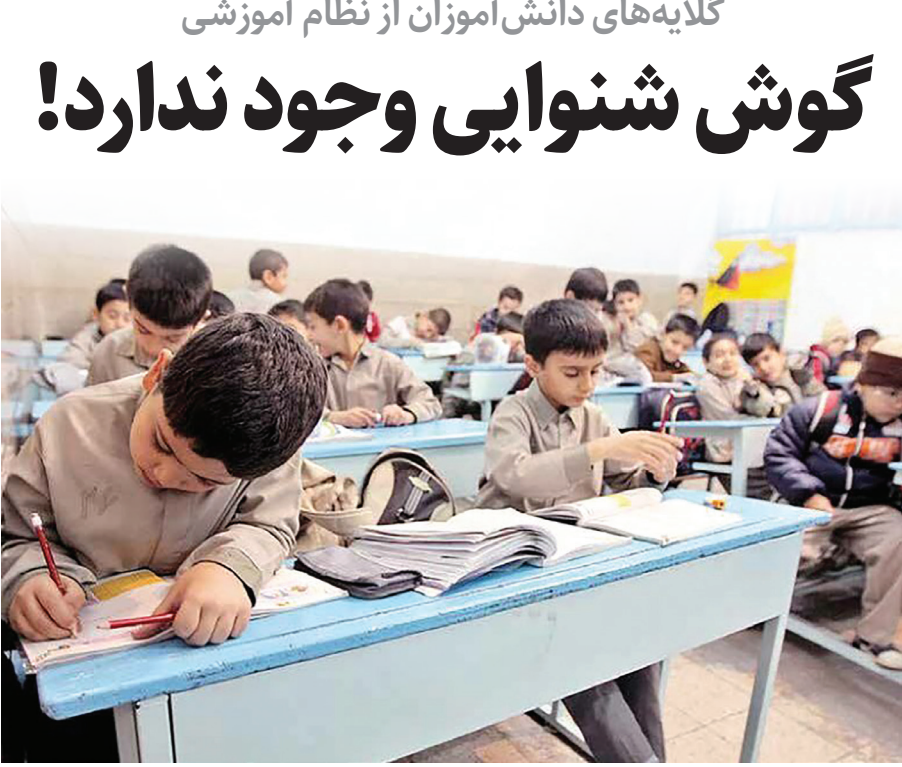 گلایه‌های دانش‌آموزان از نظام آموزشی
گوش شنوایی وجود ندارد!